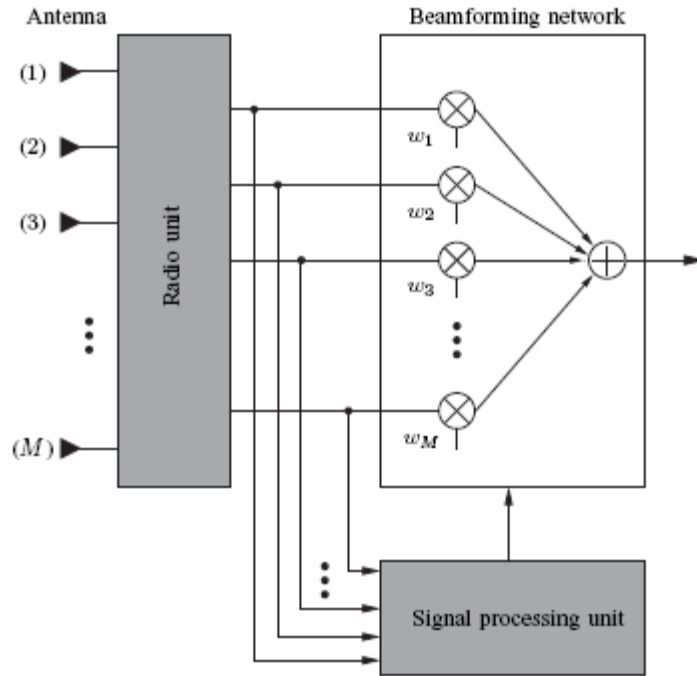 Antenna
Beamforming network
(1)
(2)
(3)
(M)
Radio unit
w1
w2
w3
wM
Signal processing unit